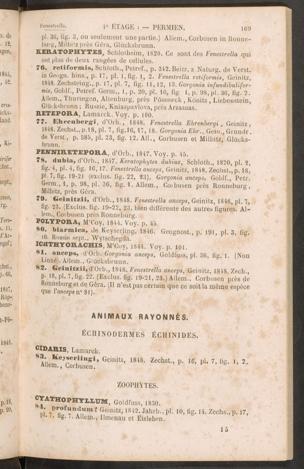 Fenestrella. 4e ÉTAGE : — PERMIEN. 169
pl. 36, fig. 3, ou seulement une partie.) Allem., Corbusen in Ronne-
burg, Milbitz près Géra, Glücksbrunn.
KERATOPHYTES, Schlotheim, 1820. Ce sont des Fenestrella qui
ont plus de deux rangées de cellules.
76. retiformis, Schloth., Petref., p. 342. Beitr. z. Naturg. de Verst.
in Geogn. hins., p. 17, pl. 1, fig. 1, 2. Fenestrella retiformis, Geinitz,
1848. Zechsteing., p. 17, pl. 7, fig. 11, 12, 13. Gorgonia infundibulifor-
mis, Goldf., Petref. Germ., 1, p. 20, pl. 10, fig. 1, p. 98, pl. 36, fig. 2.
Allem., Thuringen, Altenburg, près Pösneck, Könitz, Liebenstein,
Glücksbrunn; Russie, Kniaspavlova, près Arsamas.
RETEPORA, Lamarck. Voy. p. 100.
77. Ehrenbergi, d'Orb., 1848. Fenestrella Ehrenbergi, Geinitz,
1848. Zechst., p. 18, pl. 7, fig. 16, 17, 18. Gorgonia Ehr., Gean., Grundr.
de Verst., p. 585, pl. 23, fig. 12. All., Corbusen et Milbitz, Glücks-
brunn.
PENNIRETEPORA, d'Orb., 1847. Voy. p. 45.
78. dubia, d'Orb., 1847. Keratophytes dubius, Schloth., 1820, pl. 2,
fig. 4, pl. 4, fig. 16, 17. Fenestrella anceps, Geinitz, 1848, Zechst., p. 18,
pl. 7, fig. 19-21 (exclus. fig. 22, 23). Gorgonia anceps, Goldf., Petr.
Germ., 1, p. 98, pl. 36, fig. 1. Allem., Corbusen près Ronneburg,
Milbitz, près Géra.
79. Geinitzii, d'Orb., 1848. Fenestrella anceps, Geinitz, 1848, pl. 7,
fig. 22. (Exclus. fig. 19-22, 23, bien différente des autres figures. Al-
lem., Corbusen près Ronneburg.
POLYPORA, M'Coy, 1844. Voy. p. 45.
80. biarmica, de Keyserling, 1846. Geognost., p. 191, pl. 3, fig.
10. Russie sept., Wytschegda.
ICHTHYORACHIS, M'Coy, 1844. Voy. p. 101.
81. anceps, d'Orb. Gorgonia anceps, Goldfuss, pl. 36, fig. 1. (Non
Linné). Allem., Glücksbrunn.
82. Geinitzii, d'Orb., 1848. Fenestrella anceps, Geinitz, 1848, Zech.,
p. 18, pl. 7, fig. 22. (Exclus. fig. 19-21, 23.) Allem., Corbusen près de
Ronneburg et de Géra. (Il n'est pas certain que ce soit la même espèce
que l'anceps n° 81).
ANIMAUX RAYONNÉS.
ÉCHINODERMES ÉCHINIDES.
CIDARIS, Lamarck.
83. Keyserlingi, Geinitz, 1848. Zechst., p. 16, pl. 7, fig. 1, 2.
Allem., Corbusen.
ZOOPHYTES.
CYATHOPHYLLUM, Goldfuss, 1830.
84. profundum? Geinitz, 1842. Jahrb., pl. 10, fig. 14. Zechs., p. 17,
pl. 7, fig. 7. Allem., Ilmenau et Eisleben.
15